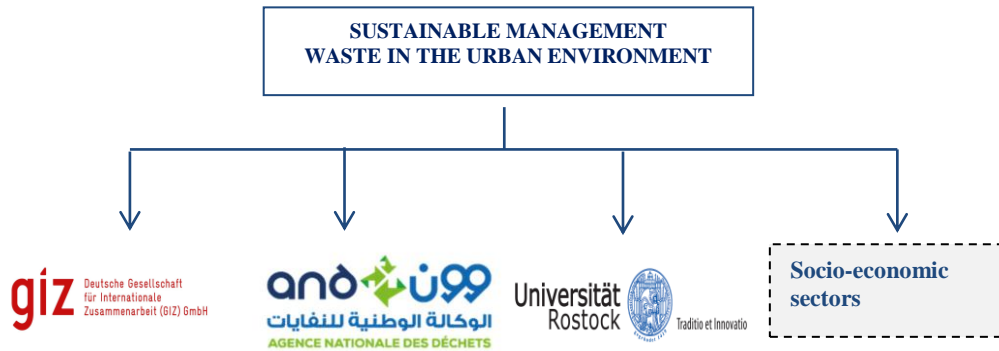 SUSTAINABLE MANAGEMENT
WASTE IN THE URBAN ENVIRONMENT
giz
Deutsche Gesellschaft
für Internationale
Zusammenarbeit (GIZ) GmbH
and
الوكالة الوطنية للنفايات
AGENCE NATIONALE DES DÉCHETS
Universität
Rostock
Traditio et Innovatio
Socio-economic
sectors